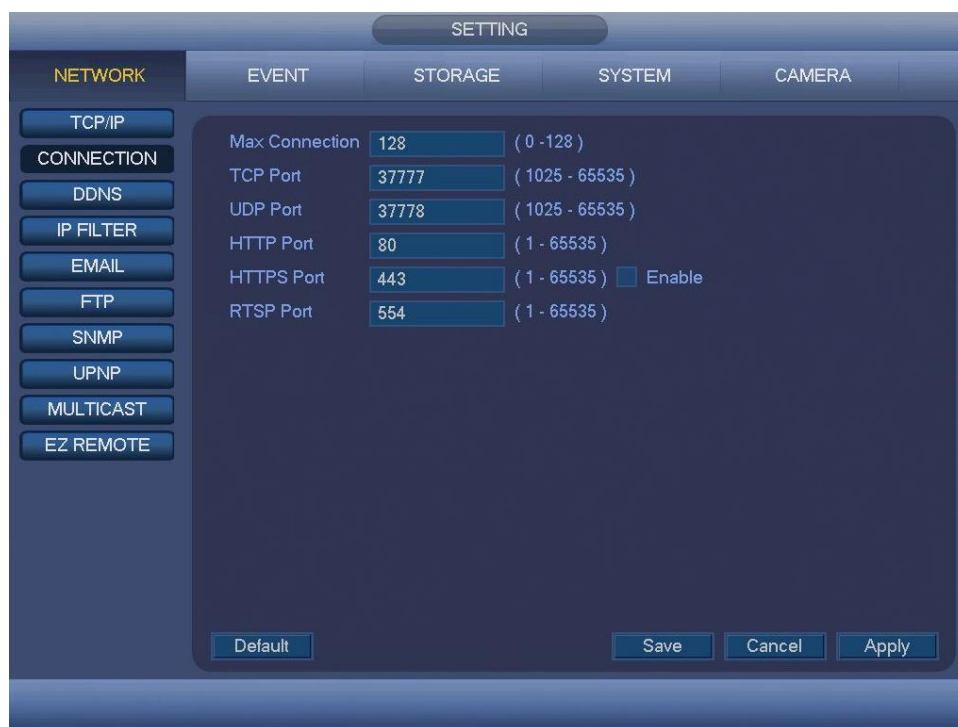 SETTING
NETWORK EVENT STORAGE SYSTEM CAMERA
TCP/IP
CONNECTION
DDNS
IP FILTER
EMAIL
FTP
SNMP
UPNP
MULTICAST
EZ REMOTE
Max Connection 128 ( 0 -128 )
TCP Port 37777 ( 1025 - 65535 )
UDP Port 37778 ( 1025 - 65535 )
HTTP Port 80 ( 1 - 65535 )
HTTPS Port 443 ( 1 - 65535 ) Enable
RTSP Port 554 ( 1 - 65535 )
Default Save Cancel Apply